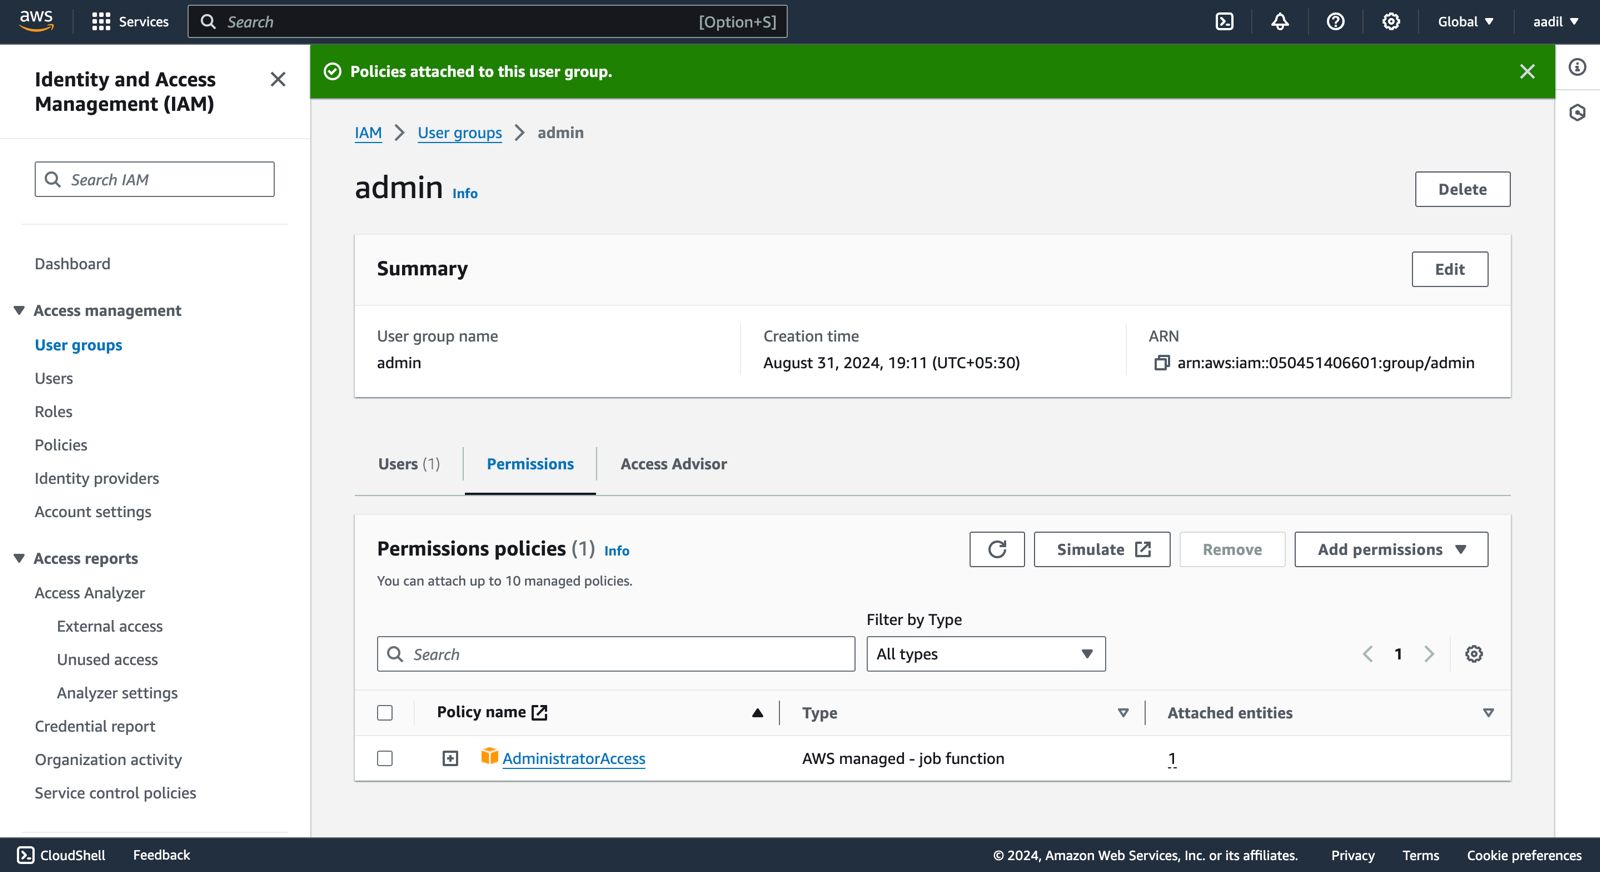 aws
Services
Search
[Option+S]
Global
aadil
Identity and Access
Management (IAM)
Search IAM
Dashboard
Access management
User groups
Users
Roles
Policies
Identity providers
Account settings
Access reports
Access Analyzer
External access
Unused access
Analyzer settings
Credential report
Organization activity
Service control policies
Policies attached to this user group.
IAM
User groups
admin
admin Info
Delete
Summary
Edit
User group name
admin
Creation time
August 31, 2024, 19:11 (UTC+05:30)
ARN
arn:aws:iam::050451406601:group/admin
Users (1)
Permissions
Access Advisor
Permissions policies (1) Info
You can attach up to 10 managed policies.
Simulate
Remove
Add permissions
Filter by Type
Search
All types
1
Policy name
Type
Attached entities
AdministratorAccess
AWS managed - job function
1
CloudShell
Feedback
© 2024, Amazon Web Services, Inc. or its affiliates.
Privacy
Terms
Cookie preferences